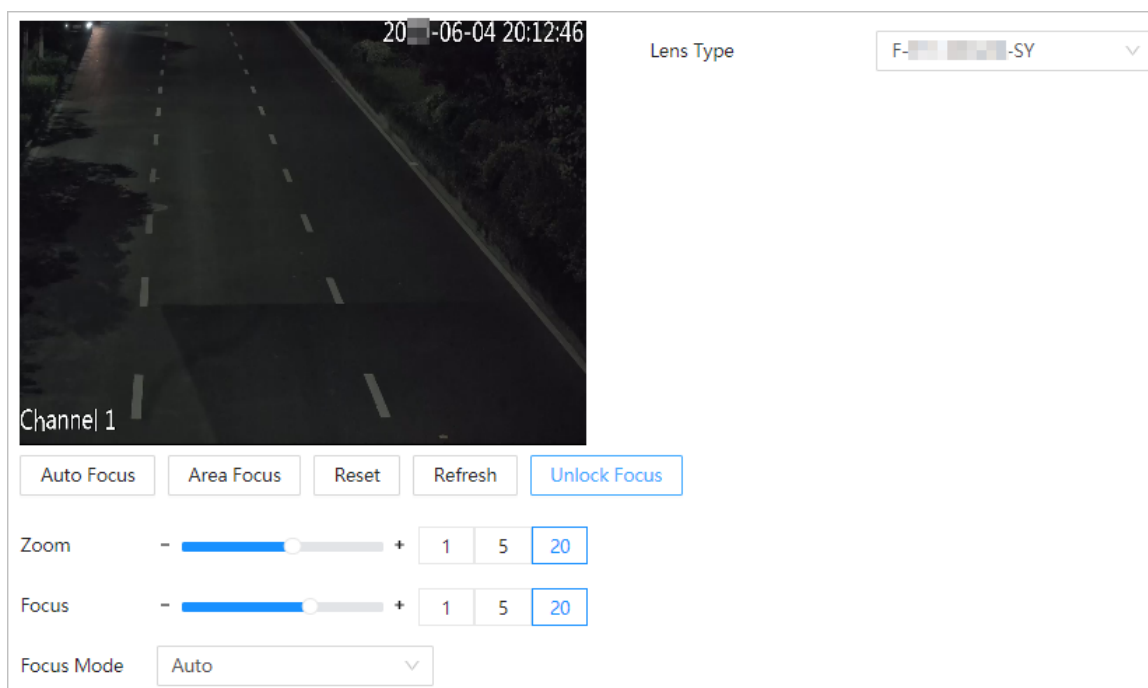 20 -06-04 20:12:46
Lens Type
F- -SY
Channel 1
Auto Focus Area Focus Reset Refresh Unlock Focus
Zoom - + 1 5 20
Focus - + 1 5 20
Focus Mode Auto